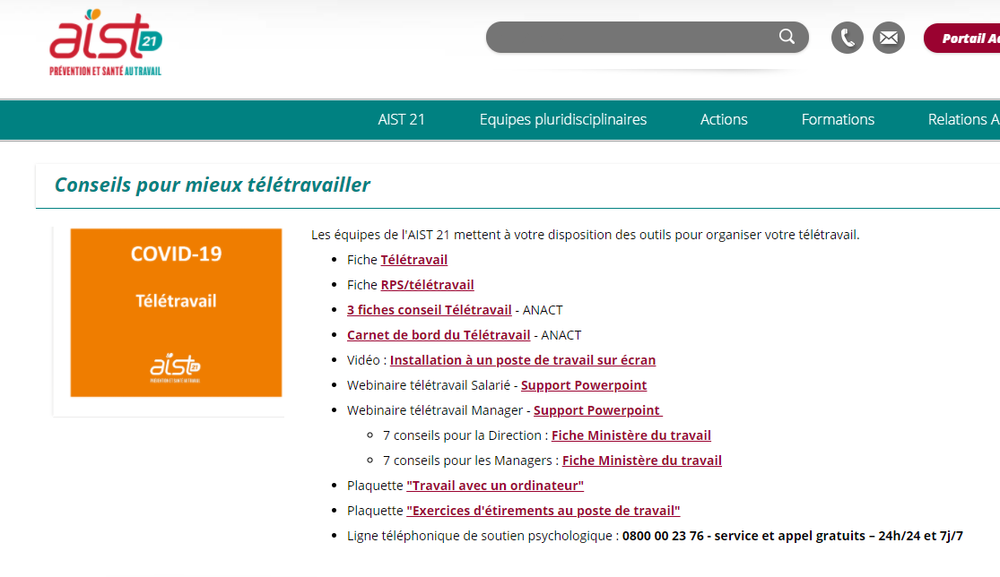 aist 21
PRÉVENTION ET SANTÉ AU TRAVAIL
Portail
AIST 21
Equipes pluridisciplinaires
Actions
Formations
Relations
Conseils pour mieux télétravailler
COVID-19
Télétravail
aist 21
PRÉVENTION ET SANTÉ AU TRAVAIL
Les équipes de l'AIST 21 mettent à votre disposition des outils pour organiser votre télétravail.
Fiche Télétravail
Fiche RPS/télétravail
3 fiches conseil Télétravail - ANACT
Carnet de bord du Télétravail - ANACT
Vidéo : Installation à un poste de travail sur écran
Webinaire télétravail Salarié - Support Powerpoint
Webinaire télétravail Manager - Support Powerpoint
7 conseils pour la Direction : Fiche Ministère du travail
7 conseils pour les Managers : Fiche Ministère du travail
Plaquette "Travail avec un ordinateur"
Plaquette "Exercices d'étirements au poste de travail"
Ligne téléphonique de soutien psychologique : 0800 00 23 76 - service et appel gratuits – 24h/24 et 7j/7